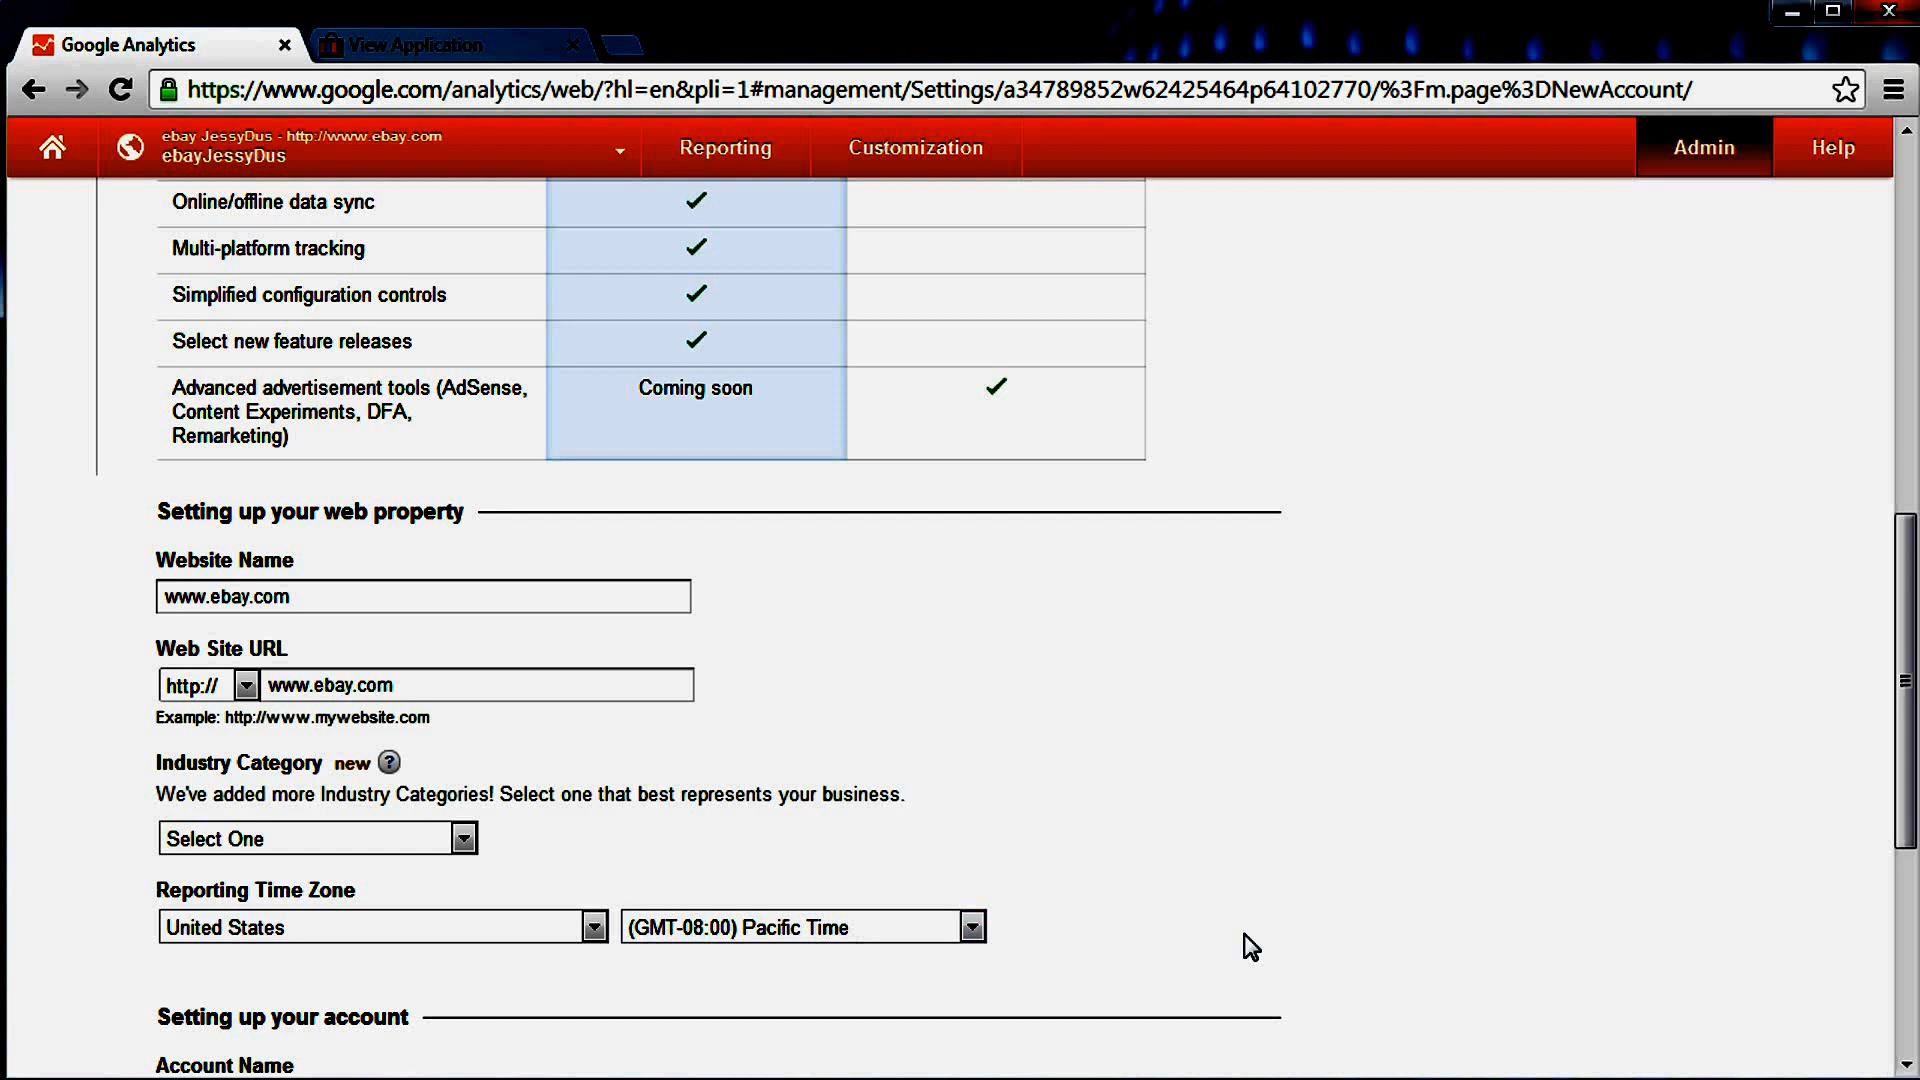 Google Analytics
View Application
https://www.google.com/analytics/web/?hl=en&pli=1#management/Settings/a34789852w62425464p64102770/%3Fm.page%3DNewAccount/
ebay JessyDus - http://www.ebay.com
ebayJessyDus
Reporting
Customization
Admin
Help
Online/offline data sync
Multi-platform tracking
Simplified configuration controls
Select new feature releases
Advanced advertisement tools (AdSense,
Content Experiments, DFA,
Remarketing)
Coming soon
Setting up your web property
Website Name
www.ebay.com
Web Site URL
http:// www.ebay.com
Example: http://www.mywebsite.com
Industry Category new ?
We've added more Industry Categories! Select one that best represents your business.
Select One
Reporting Time Zone
United States (GMT-08:00) Pacific Time
Setting up your account
Account Name